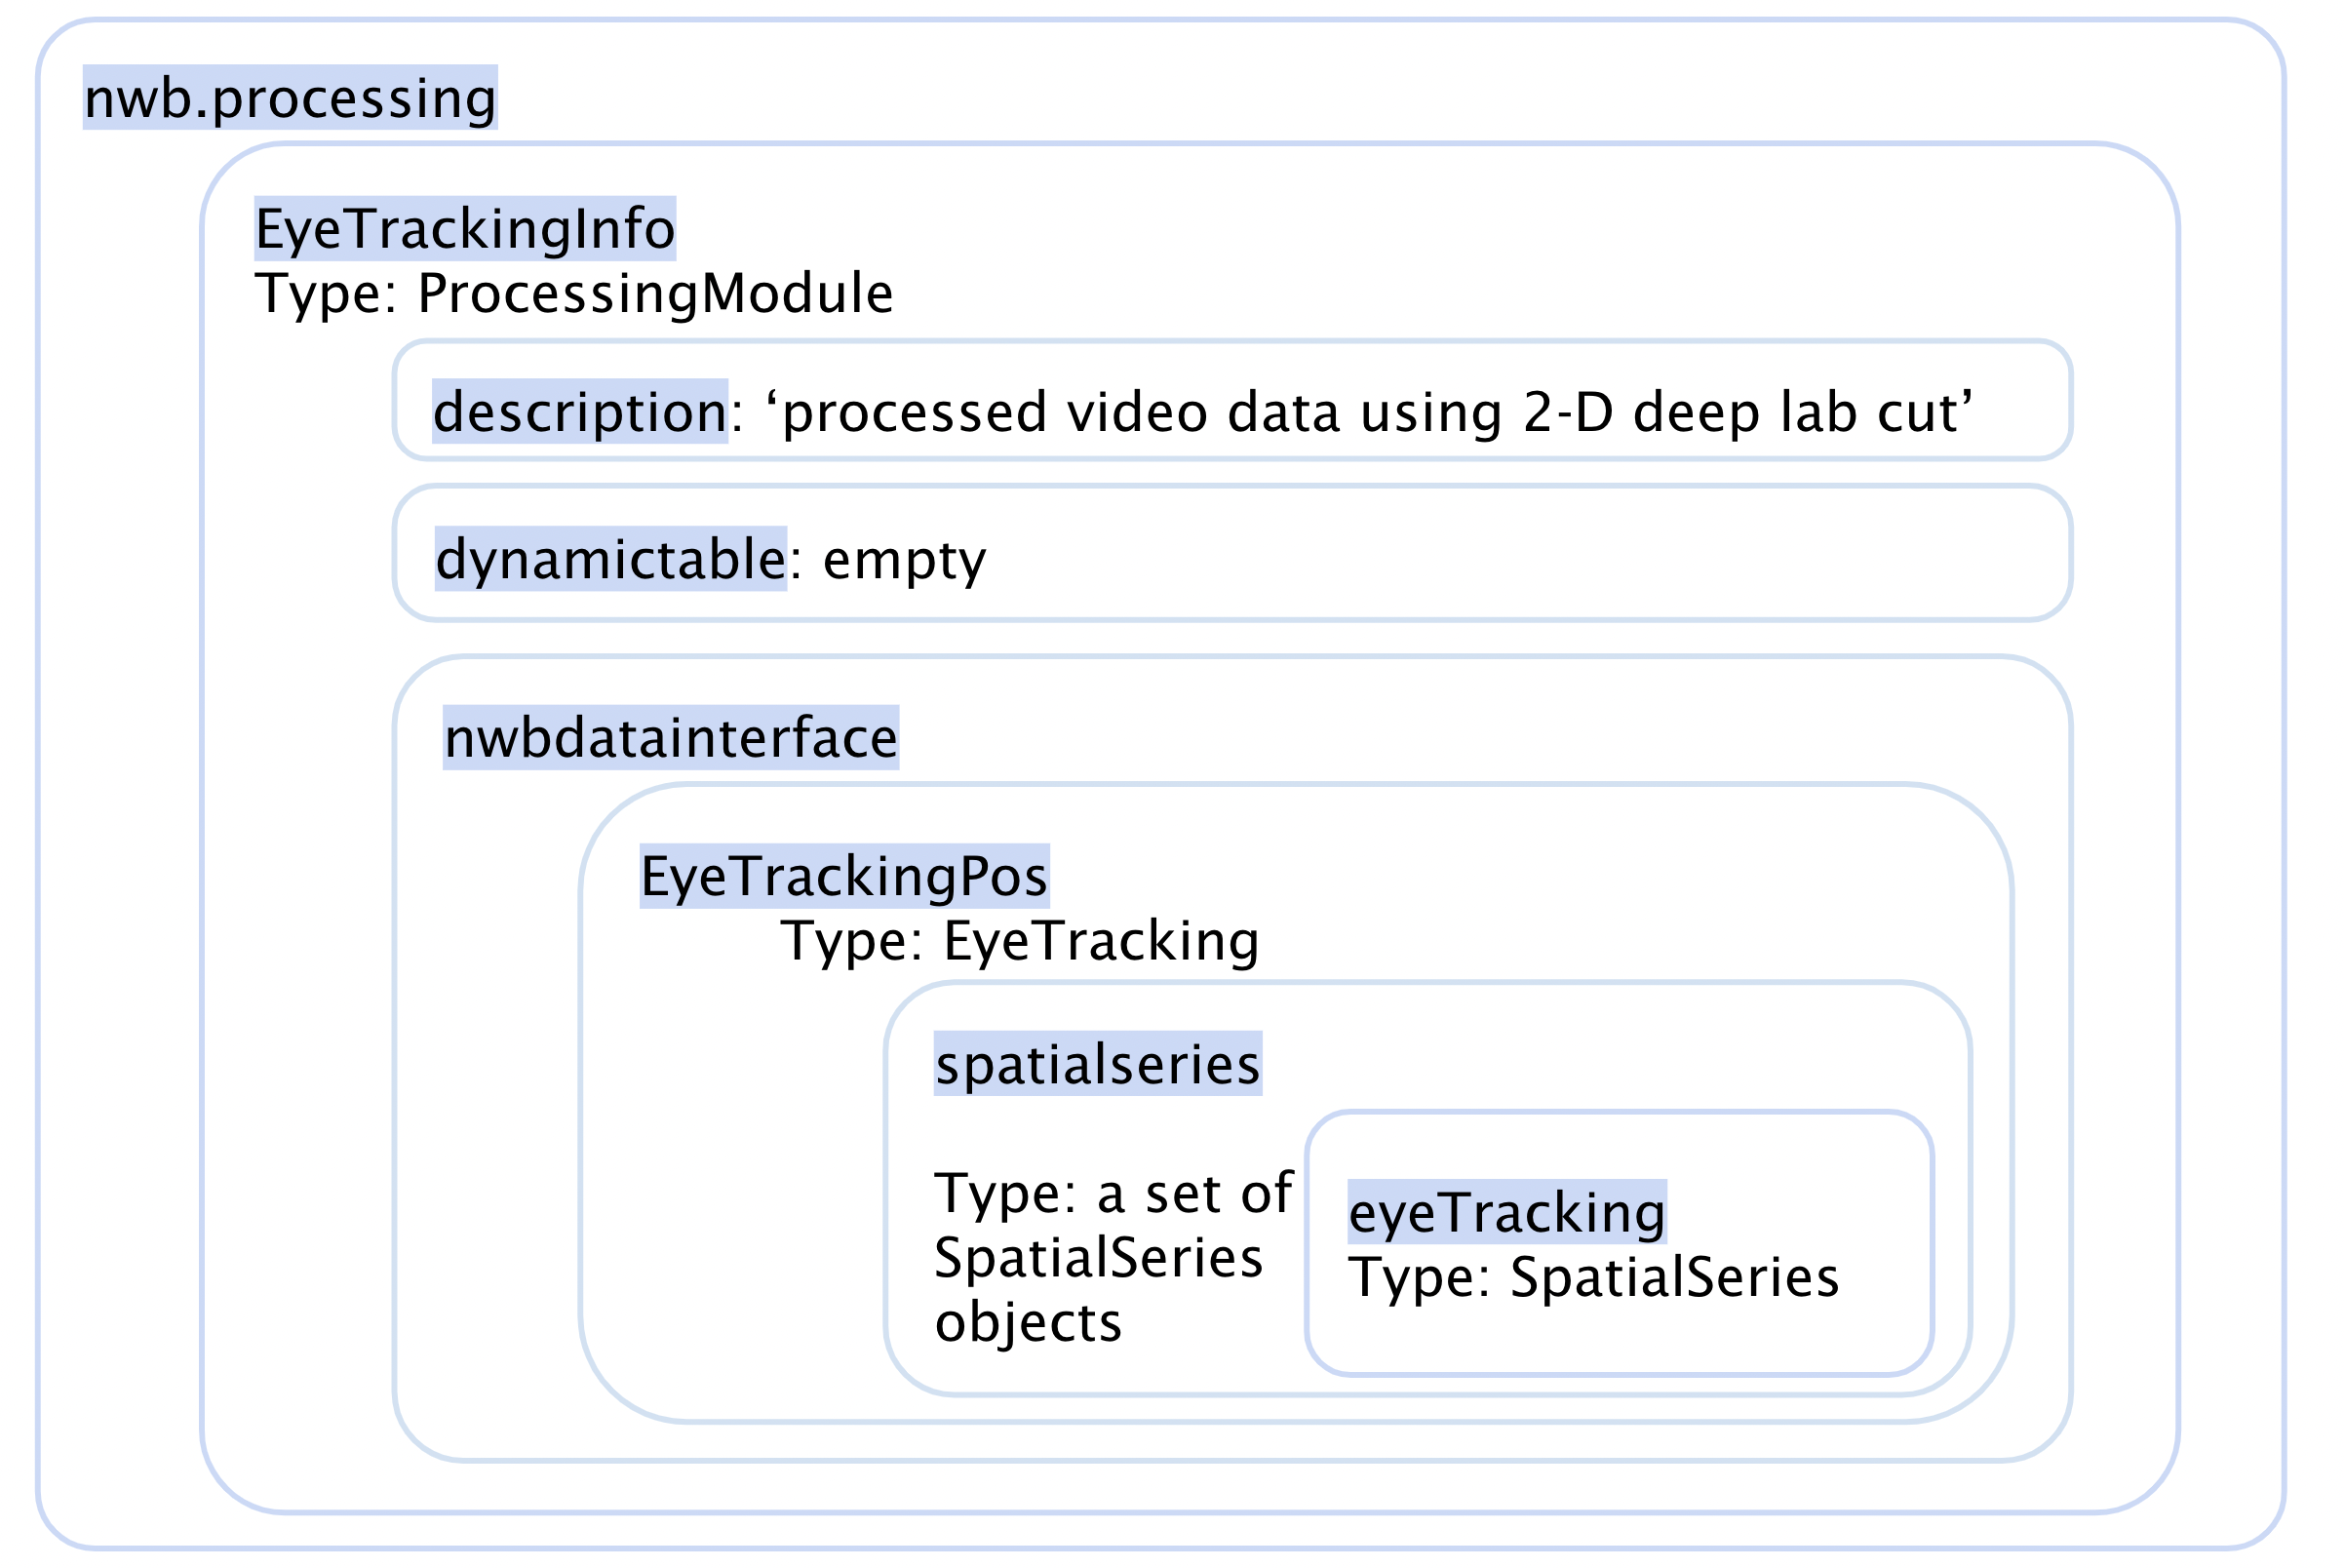 nwb.processing
EyeTrackingInfo
Type: ProcessingModule
description: ‘processed video data using 2-D deep lab cut’
dynamictable: empty
nwbdatainterface
EyeTrackingPos
Type: EyeTracking
spatialseries
Type: a set of
SpatialSeries
objects
eyeTracking
Type: SpatialSeries